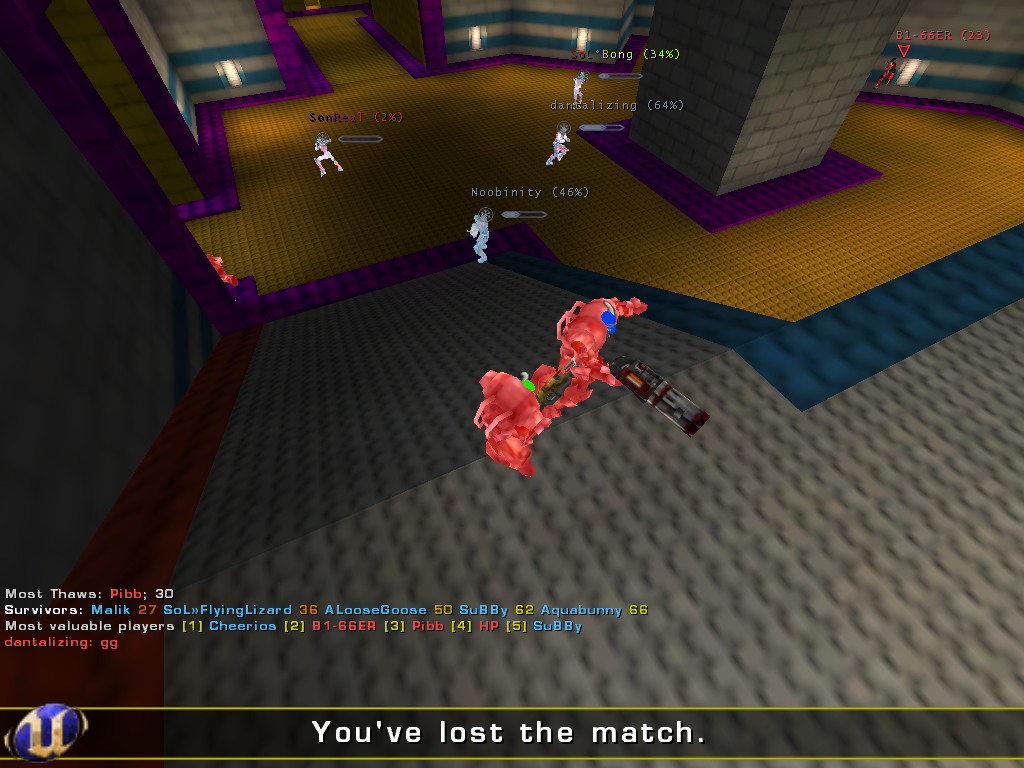 B1-66ER (23)
SoL*Bong (34%)
dantalizing (64%)
SonReal (2%)
Noobinity (46%)
Most Thaws: Pibb; 30
Survivors: Malik 27 SoL»FlyingLizard 36 ALooseGoose 50 SuBBy 62 Aquabunny 66
Most valuable players [1] Cheerios [2] B1-66ER [3] Pibb [4] HP [5] SuBBy
dantalizing: gg
You've lost the match.